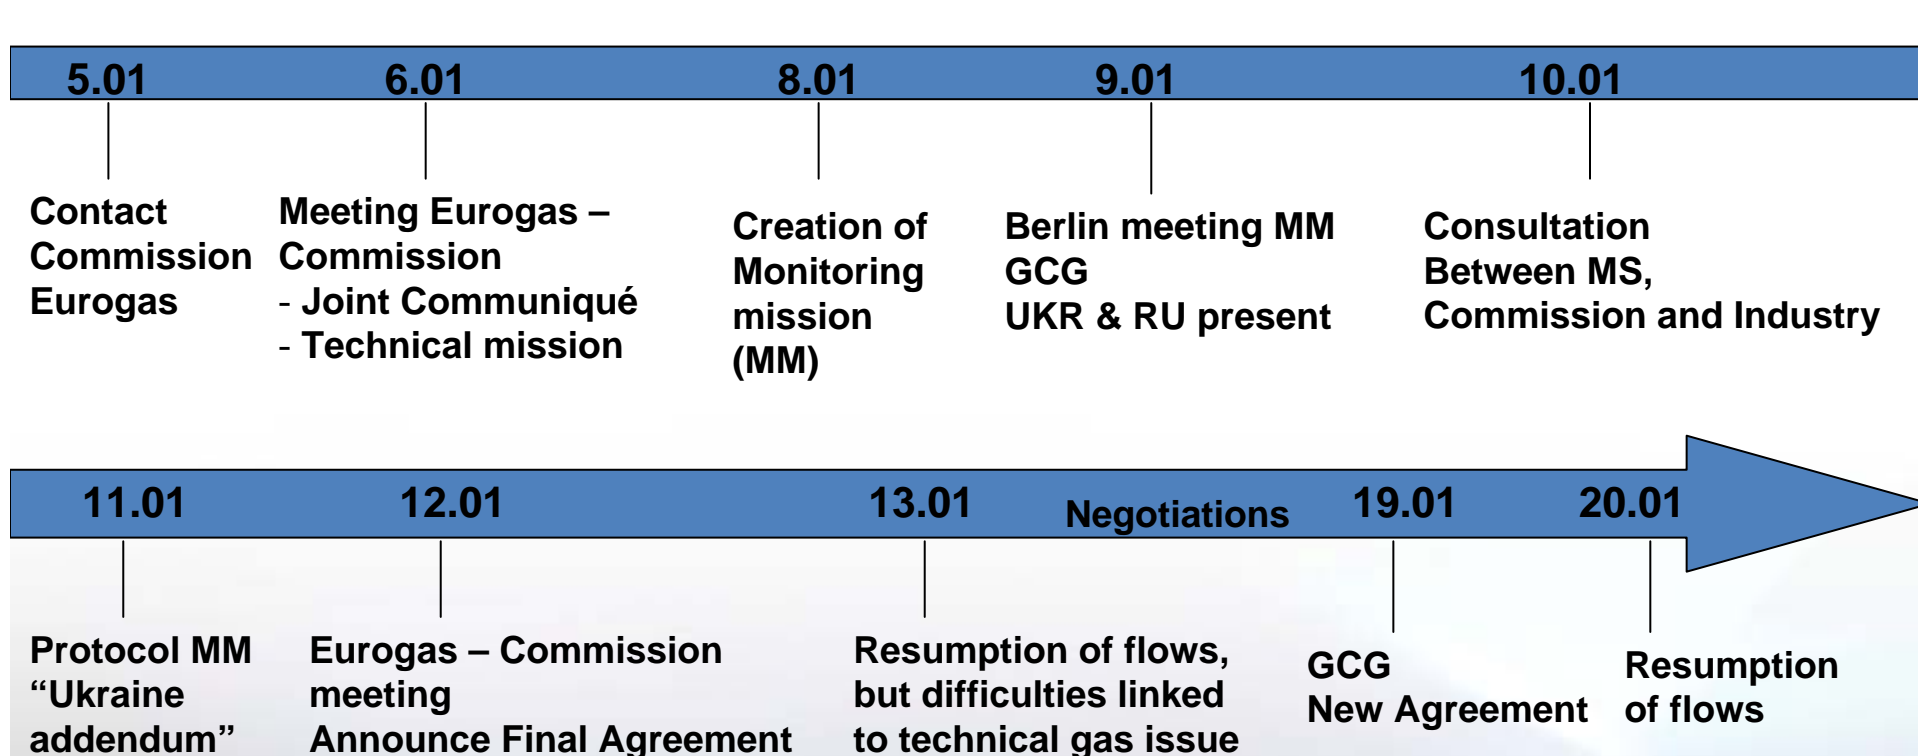 5.01 6.01 8.01 9.01 10.01
Contact
Commission
Eurogas
Meeting Eurogas –
Commission
- Joint Communiqué
- Technical mission
Creation of
Monitoring
mission
(MM)
Berlin meeting MM
GCG
UKR & RU present
Consultation
Between MS,
Commission and Industry
11.01 12.01 13.01 Negotiations 19.01 20.01
Protocol MM
“Ukraine
addendum”
Eurogas – Commission
meeting
Announce Final Agreement
Resumption of flows,
but difficulties linked
to technical gas issue
GCG
New Agreement
Resumption
of flows